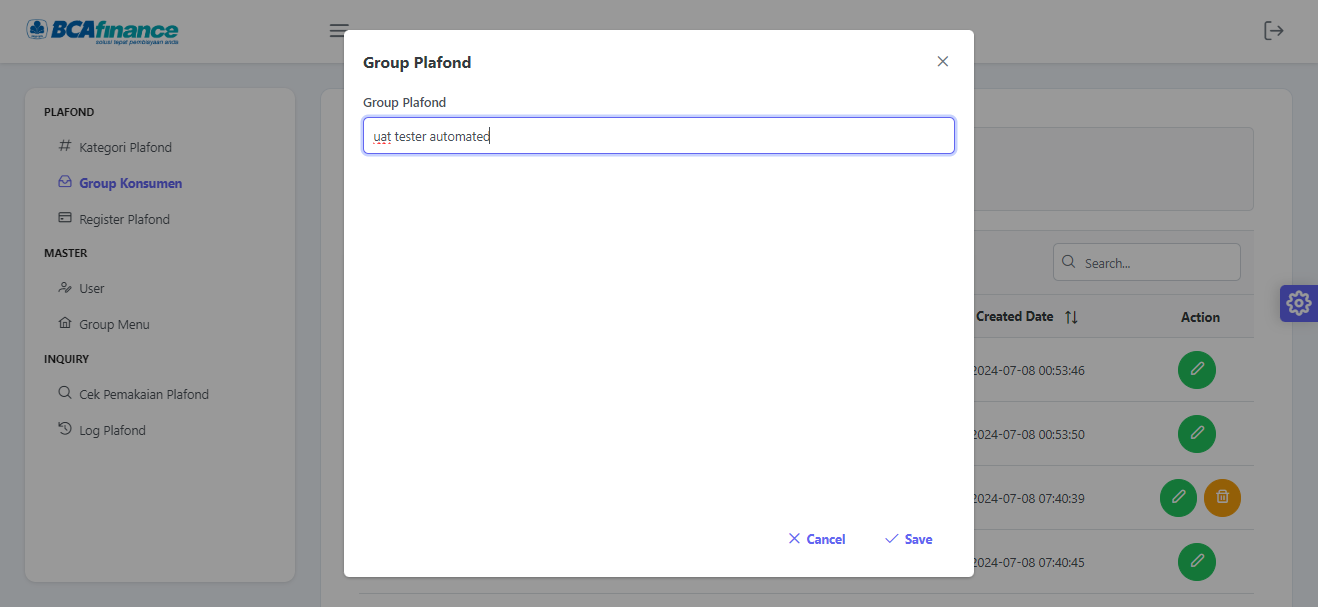 BCAfinance
solusi tepat pembiayaan anda
Group Plafond
Group Plafond
uat tester automated
Cancel
Save
PLAFOND
Kategori Plafond
Group Konsumen
Register Plafond
MASTER
User
Group Menu
INQUIRY
Cek Pemakaian Plafond
Log Plafond
Search...
Created Date
Action
2024-07-08 00:53:46
2024-07-08 00:53:50
2024-07-08 07:40:39
2024-07-08 07:40:45